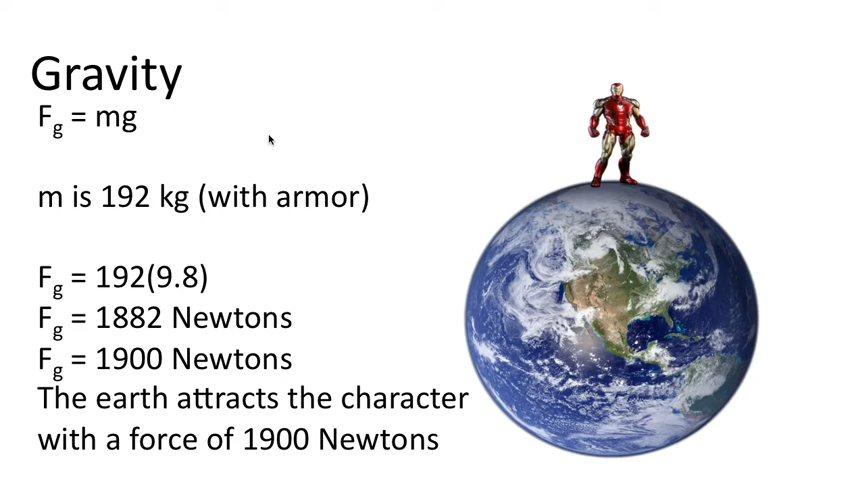 Gravity
Fg = mg
m is 192 kg (with armor)
Fg = 192(9.8)
Fg = 1882 Newtons
Fg = 1900 Newtons
The earth attracts the character
with a force of 1900 Newtons